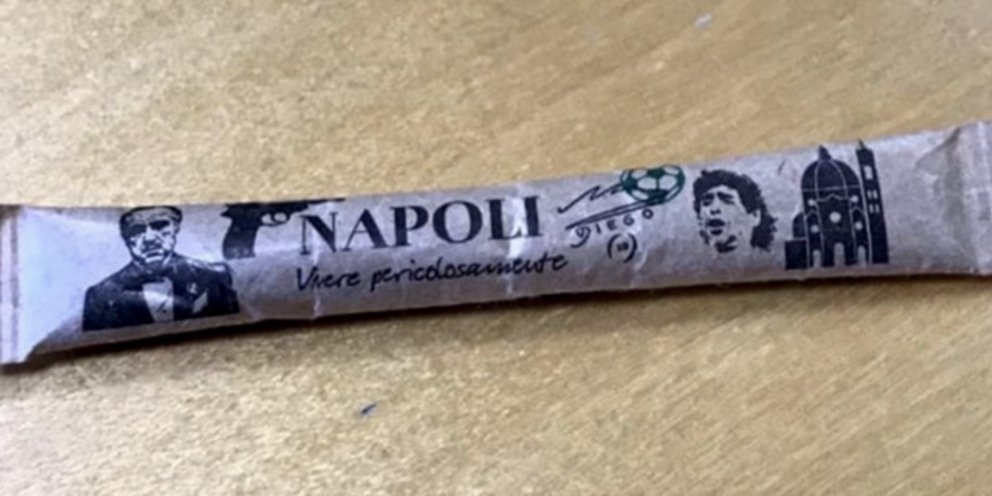 NAPOLI
Vivere pericolosamente
DIEGO
(10)